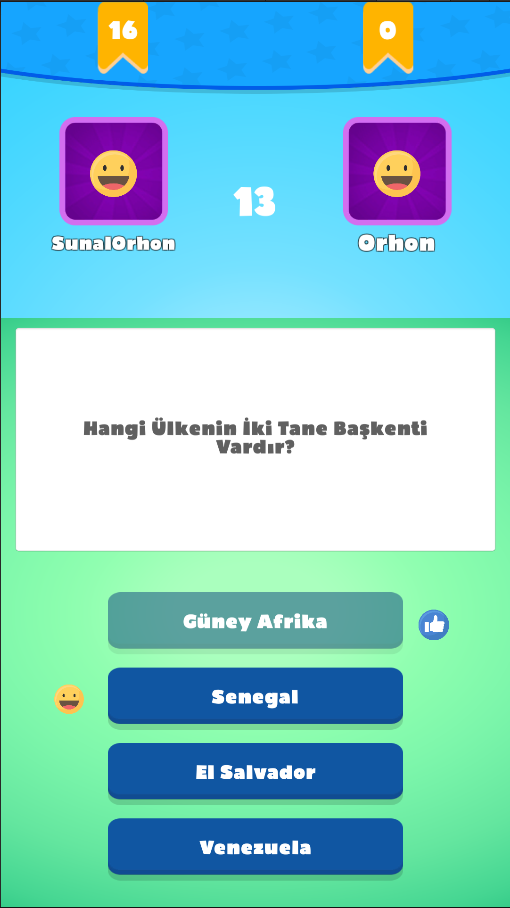 16
0
13
SunalOrhon
Orhon
Hangi Ülkenin İki Tane Başkenti
Vardır?
Güney Afrika
Senegal
El Salvador
Venezuela